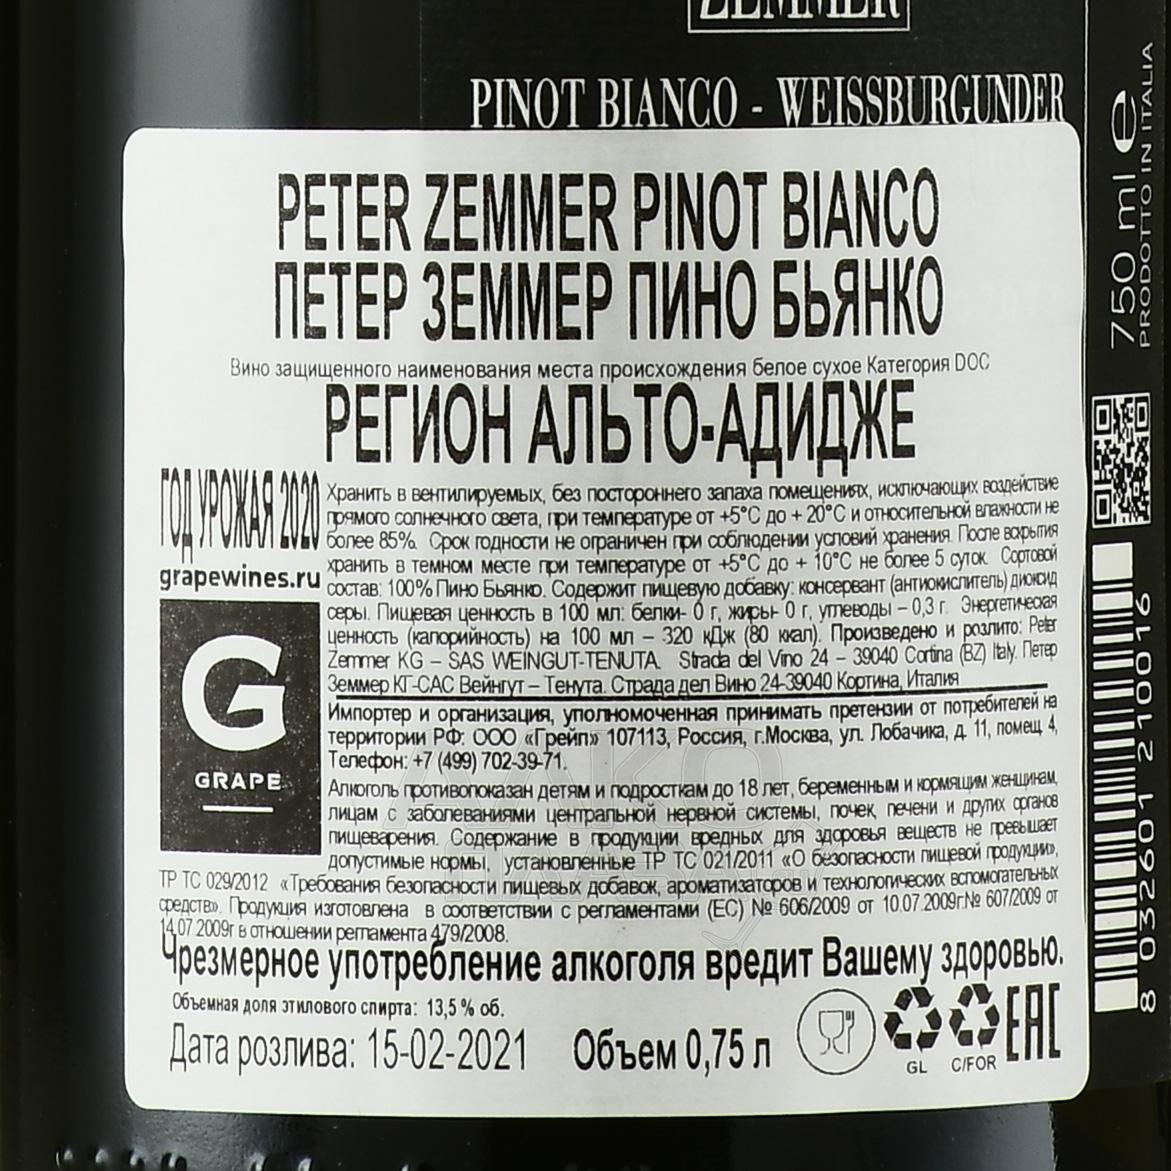 ZEMMER
PINOT BIANCO - WEISSBURGUNDER
PETER ZEMMER PINOT BIANCO
ПЕТЕР ЗЕММЕР ПИНО БЬЯНКО
Вино защищенного наименования места происхождения белое сухое Категория DOC
РЕГИОН АЛЬТО-АДИДЖЕ
ГОД УРОЖАЯ 2020
grapewines.ru
G
GRAPE
Хранить в вентилируемых, без постороннего запаха помещениях, исключающих воздействие
прямого солнечного света, при температуре от +5°С до + 20°С и относительной влажности не
более 85%. Срок годности не ограничен при соблюдении условий хранения. После вскрытия
хранить в темном месте при температуре от +5°С до + 10°С не более 5 суток. Сортовой
состав: 100% Пино Бьянко. Содержит пищевую добавку: консервант (антиокислитель) диоксид
серы. Пищевая ценность в 100 мл: белки- 0 г, жиры- 0 г, углеводы – 0,3 г. Энергетическая
ценность (калорийность) на 100 мл – 320 кДж (80 ккал). Произведено и розлито: Peter
Zemmer KG – SAS WEINGUT-TENUTA. Strada del Vino 24 – 39040 Cortina (BZ) Italy. Петер
Земмер КГ-САС Вейнгут – Тенута. Страда дел Вино 24-39040 Кортина, Италия
Импортер и организация, уполномоченная принимать претензии от потребителей на
территории РФ: ООО «Грейп» 107113, Россия, г.Москва, ул. Лобачика, д. 11, помещ. 4,
Телефон: +7 (499) 702-39-71.
Алкоголь противопоказан детям и подросткам до 18 лет, беременным и кормящим женщинам,
лицам с заболеваниями центральной нервной системы, почек, печени и других органов
пищеварения. Содержание в продукции вредных для здоровья веществ не превышает
допустимые нормы, установленные ТР ТС 021/2011 «О безопасности пищевой продукции»,
ТР ТС 029/2012 «Требования безопасности пищевых добавок, ароматизаторов и технологических вспомогательных
средств». Продукция изготовлена в соответствии с регламентами (ЕС) № 606/2009 от 10.07.2009г.№ 607/2009 от
14.07.2009г в отношении регламента 479/2008.
Чрезмерное употребление алкоголя вредит Вашему здоровью.
Объемная доля этилового спирта: 13,5 % об.
Дата розлива: 15-02-2021 Объем 0,75 л
GL
C/FOR
EAC
750 ml e
PRODOTTO IN ITALIA
8 032601 210016